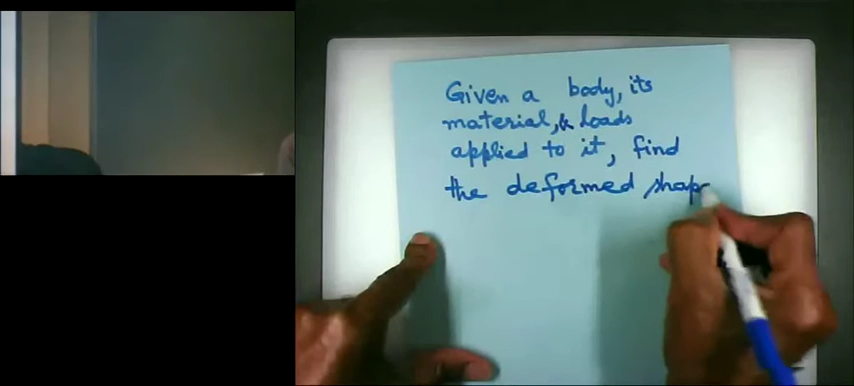 Given a body, its
material, & loads
applied to it, find
the deformed shap